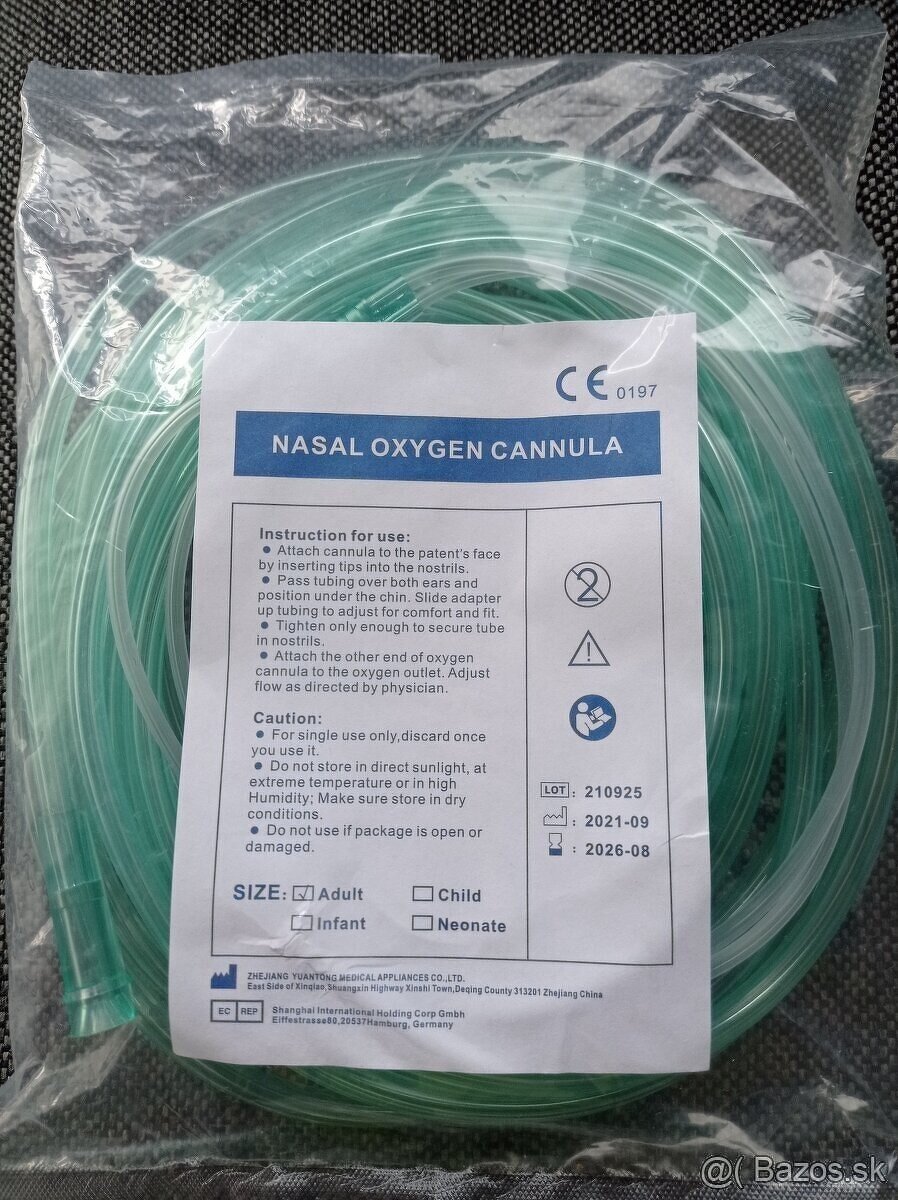 CE 0197
NASAL OXYGEN CANNULA
Instruction for use:
● Attach cannula to the patent's face
by inserting tips into the nostrils.
● Pass tubing over both ears and
position under the chin. Slide adapter
up tubing to adjust for comfort and fit.
● Tighten only enough to secure tube
in nostrils.
● Attach the other end of oxygen
cannula to the oxygen outlet. Adjust
flow as directed by physician.
Caution:
● For single use only,discard once
you use it.
● Do not store in direct sunlight, at
extreme temperature or in high
Humidity; Make sure store in dry
conditions.
● Do not use if package is open or
damaged.
2
LOT : 210925
: 2021-09
: 2026-08
SIZE: ☑ Adult ☐ Child
☐ Infant ☐ Neonate
ZHEJIANG YUANTONG MEDICAL APPLIANCES CO.,LTD.
East Side of Xinqiao,Shuangxin Highway Xinshi Town,Deqing County 313201 Zhejiang China
EC REP Shanghai International Holding Corp Gmbh
Eiffestrasse80,20537Hamburg, Germany
@( Bazos.sk